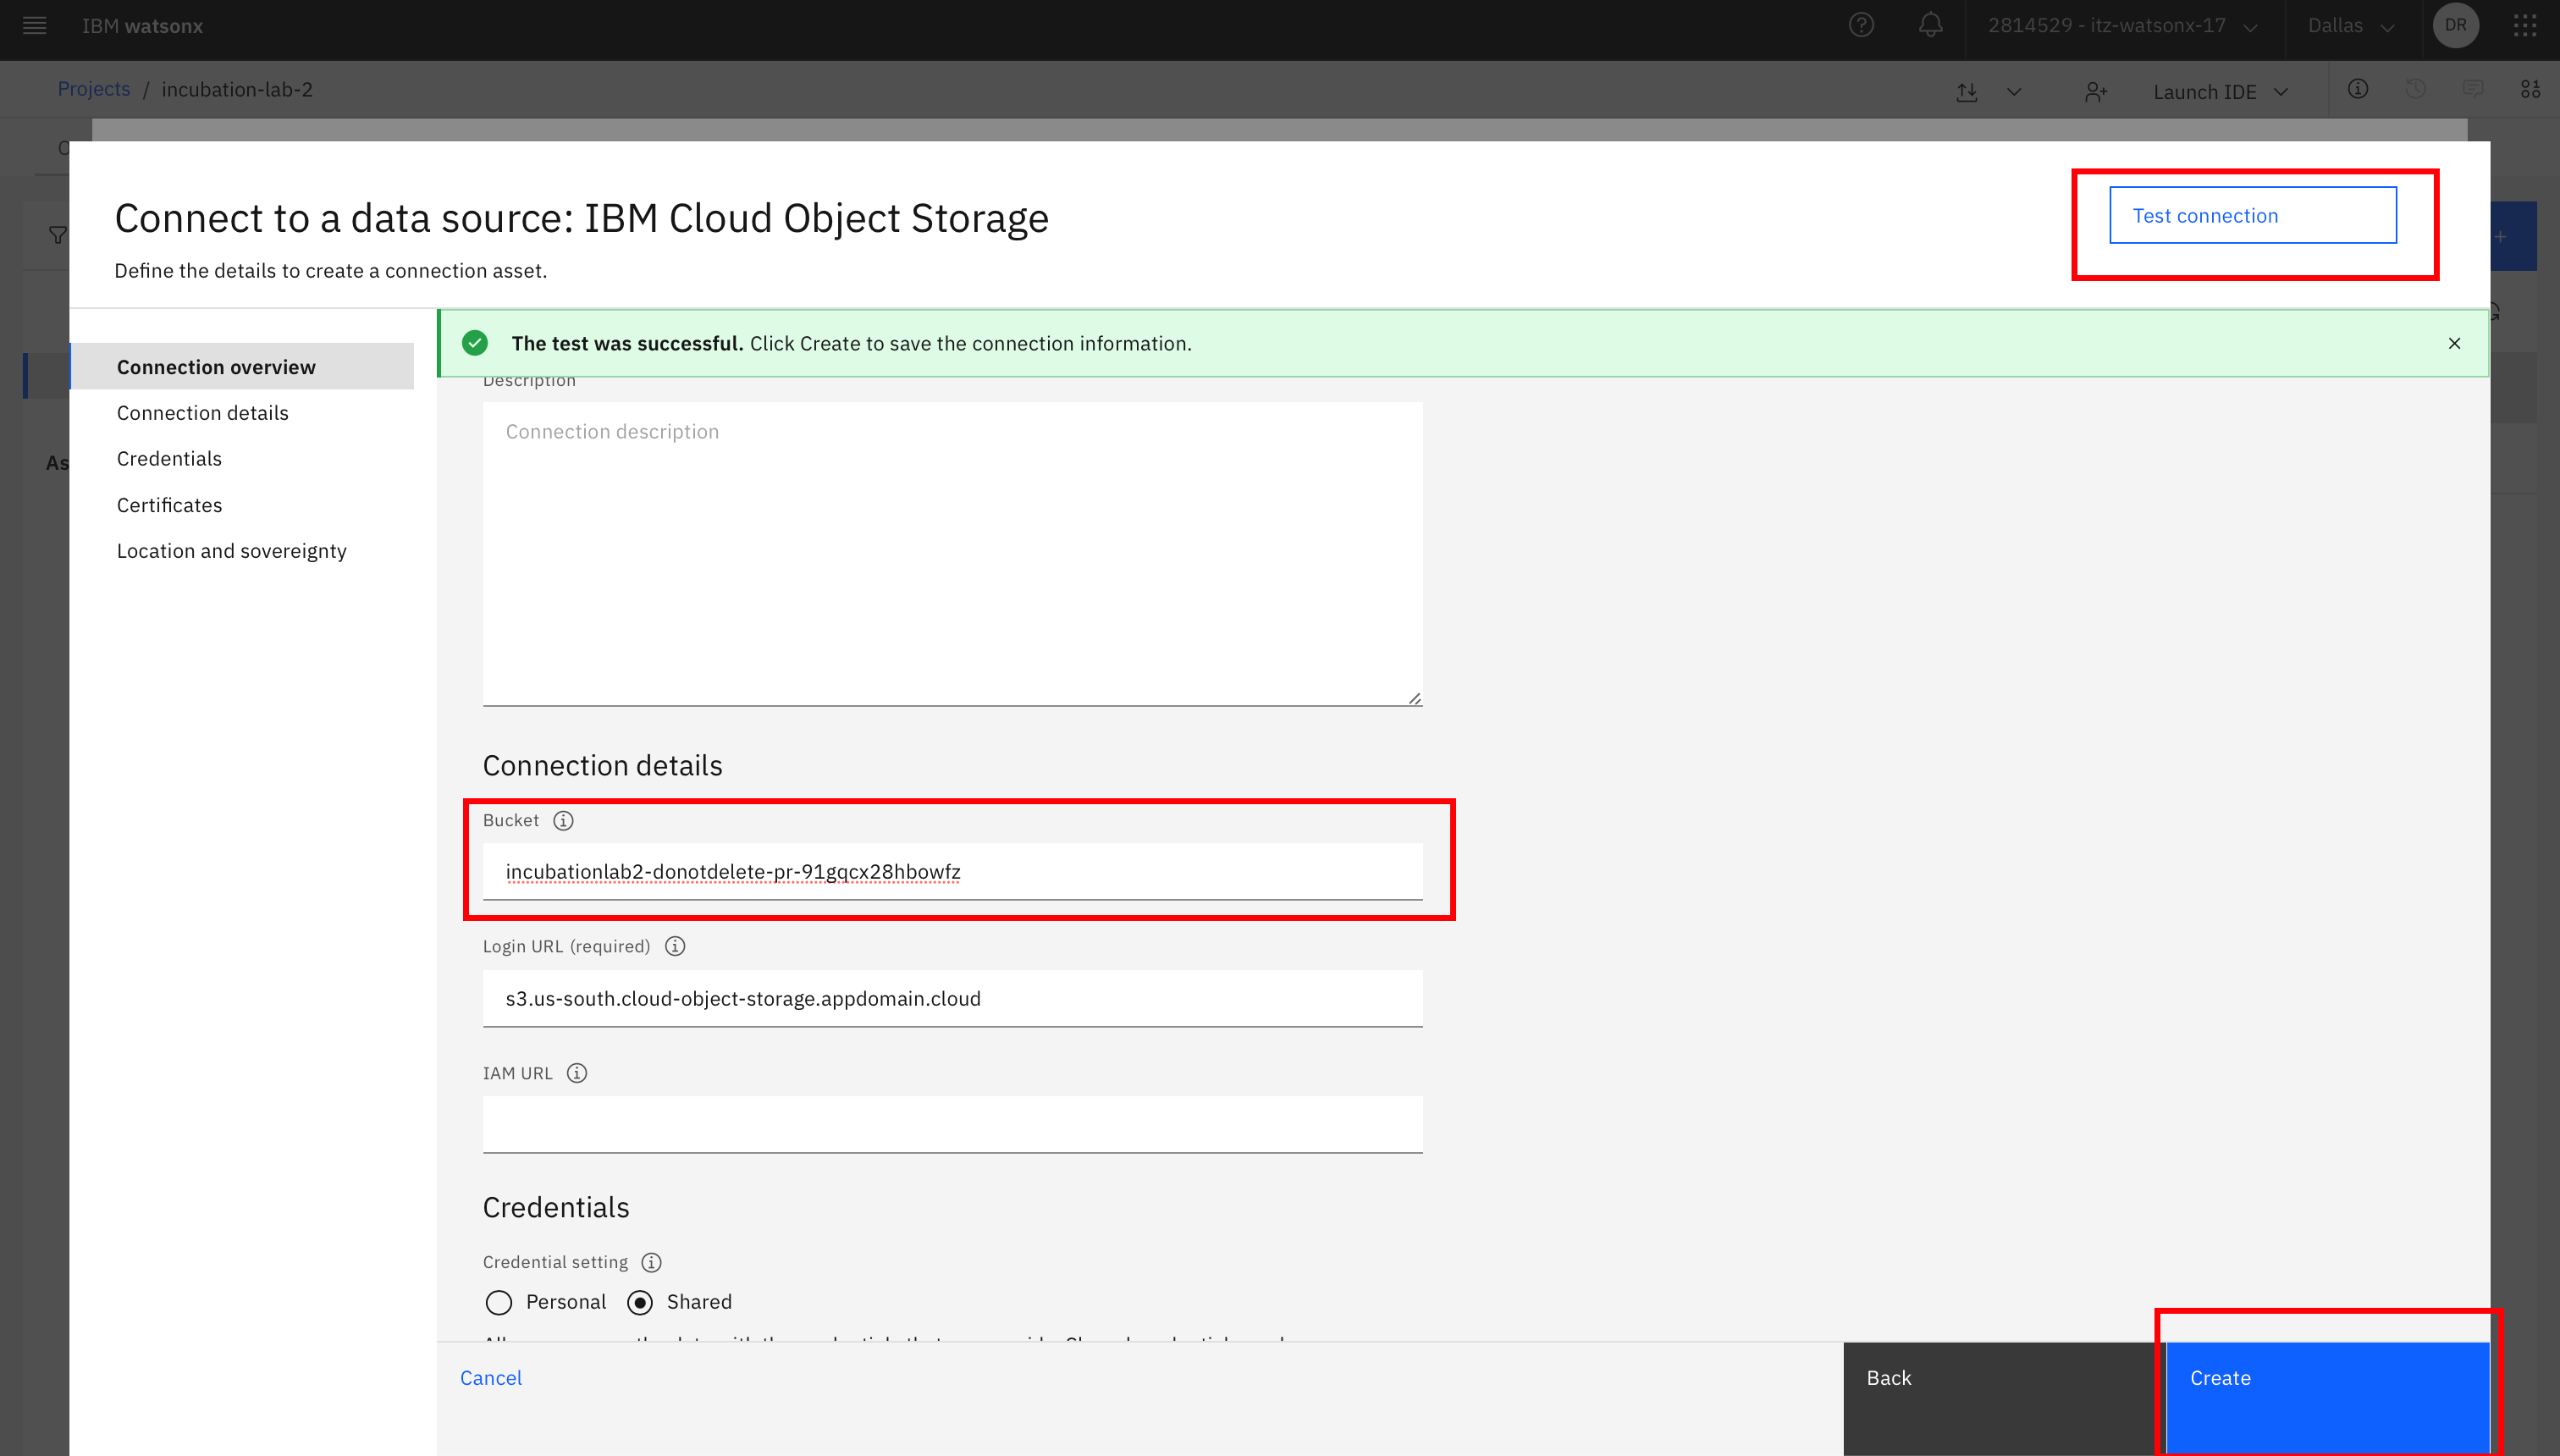 IBM watsonx
2814529 - itz-watsonx-17
Dallas
DR
Projects / incubation-lab-2
Launch IDE
Connect to a data source: IBM Cloud Object Storage
Define the details to create a connection asset.
Test connection
The test was successful. Click Create to save the connection information.
Connection overview
Connection details
Credentials
Certificates
Location and sovereignty
As
Description
Connection description
Connection details
Bucket
incubationlab2-donotdelete-pr-91gqcx28hbowfz
Login URL (required)
s3.us-south.cloud-object-storage.appdomain.cloud
IAM URL
Credentials
Credential setting
Personal
Shared
Cancel
Back
Create